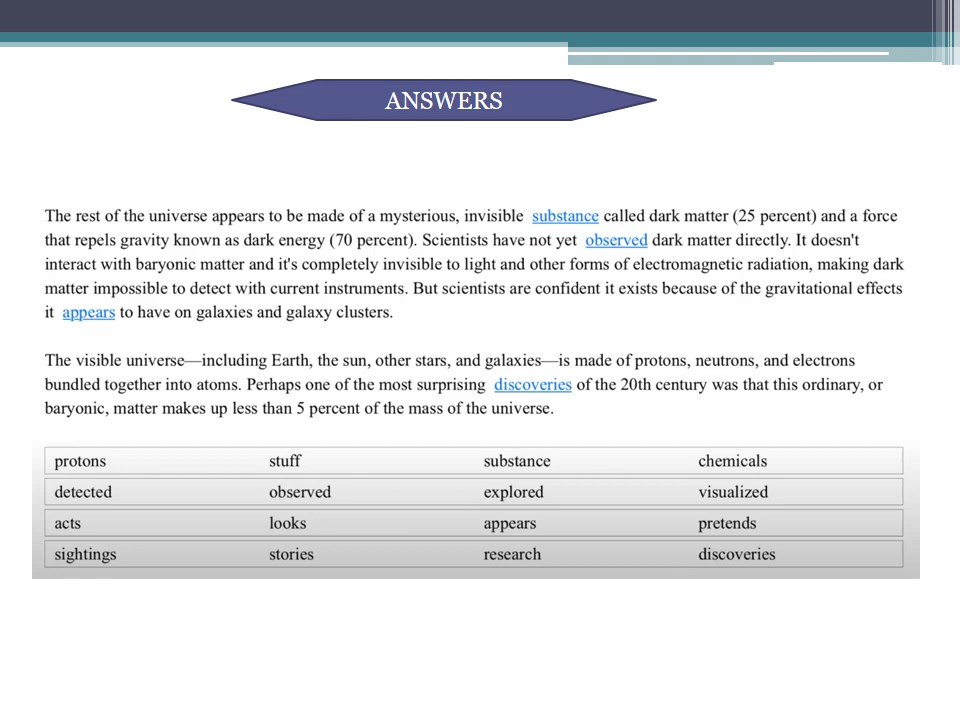 ANSWERS
The rest of the universe appears to be made of a mysterious, invisible substance called dark matter (25 percent) and a force
that repels gravity known as dark energy (70 percent). Scientists have not yet observed dark matter directly. It doesn't
interact with baryonic matter and it's completely invisible to light and other forms of electromagnetic radiation, making dark
matter impossible to detect with current instruments. But scientists are confident it exists because of the gravitational effects
it appears to have on galaxies and galaxy clusters.
The visible universe—including Earth, the sun, other stars, and galaxies—is made of protons, neutrons, and electrons
bundled together into atoms. Perhaps one of the most surprising discoveries of the 20th century was that this ordinary, or
baryonic, matter makes up less than 5 percent of the mass of the universe.
protons stuff substance chemicals
detected observed explored visualized
acts looks appears pretends
sightings stories research discoveries